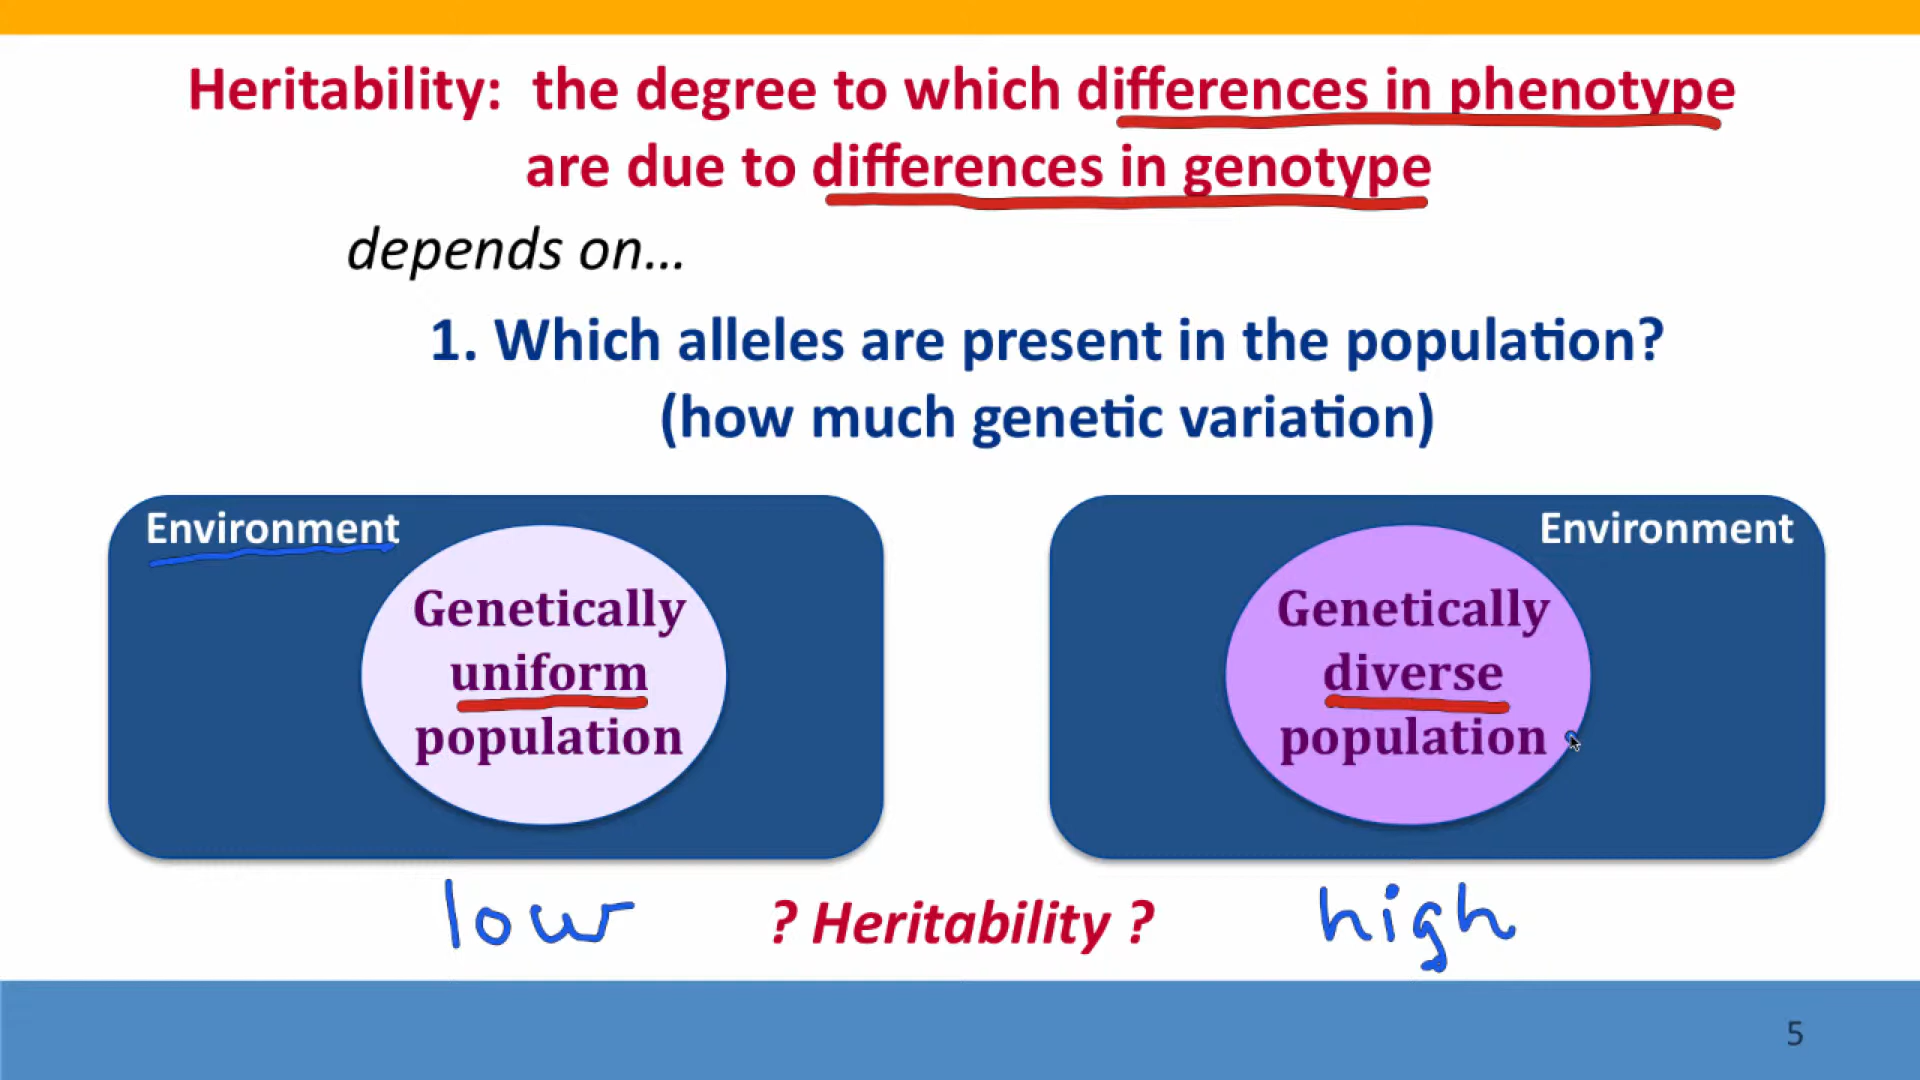 Heritability: the degree to which differences in phenotype
are due to differences in genotype
depends on...
1. Which alleles are present in the population?
(how much genetic variation)
Environment
Genetically
uniform
population
Environment
Genetically
diverse
population
low ? Heritability ? high
5